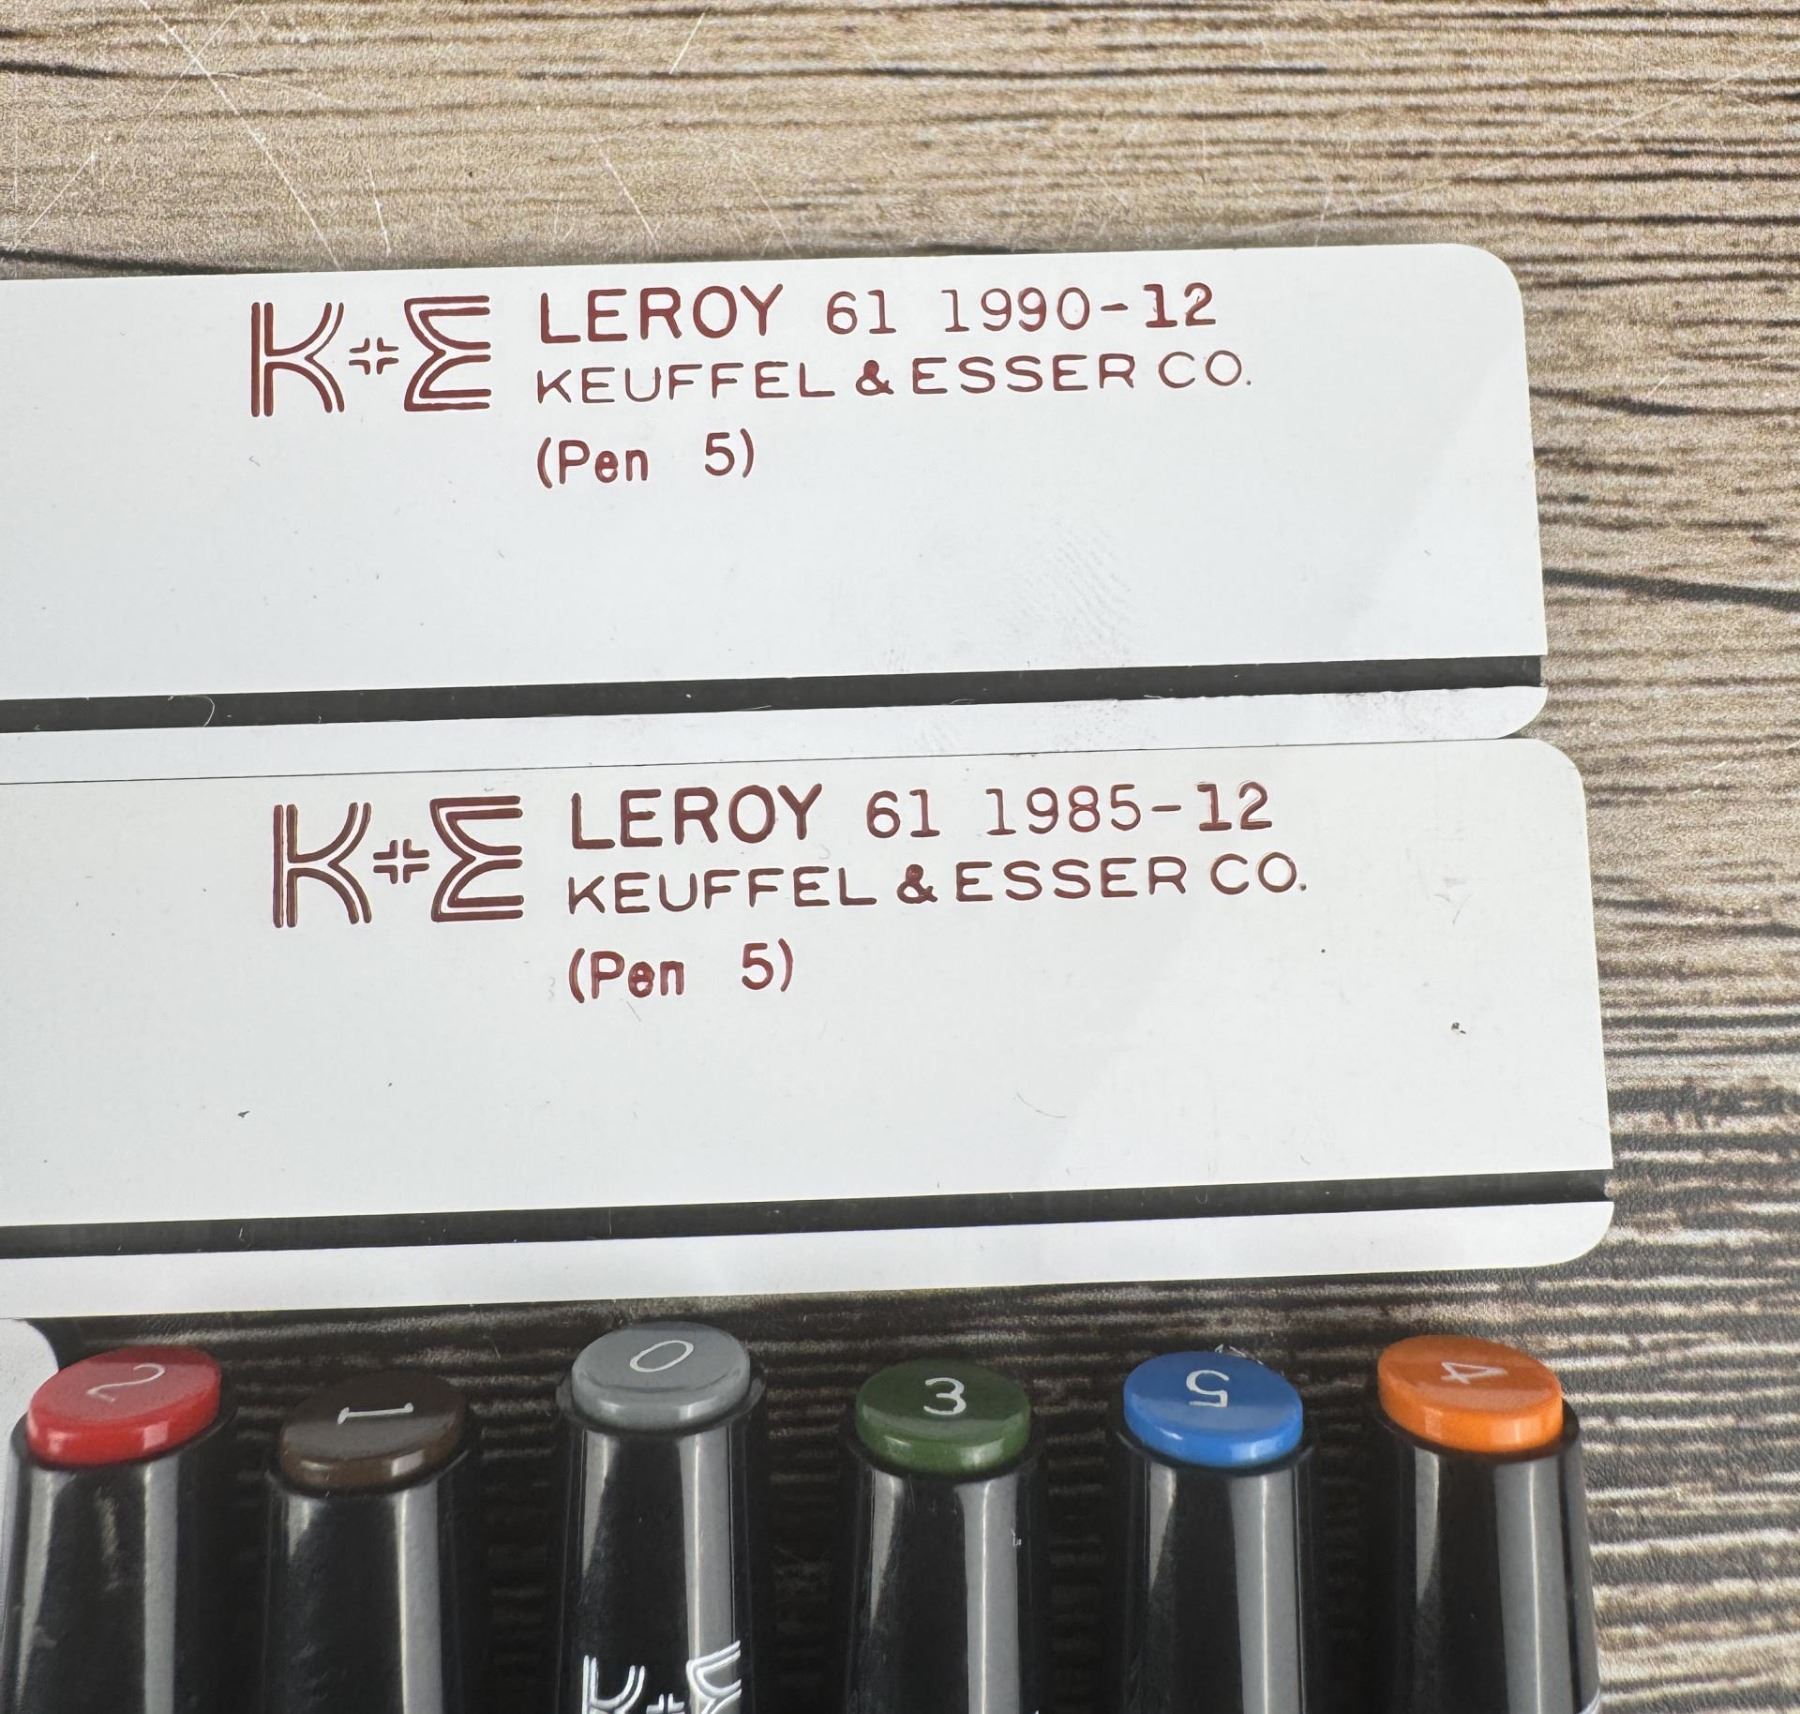 K+E LEROY 61 1990-12
KEUFFEL & ESSER CO.
(Pen 5)
K+E LEROY 61 1985-12
KEUFFEL & ESSER CO.
(Pen 5)
2 1 0 3 5 4
K+E